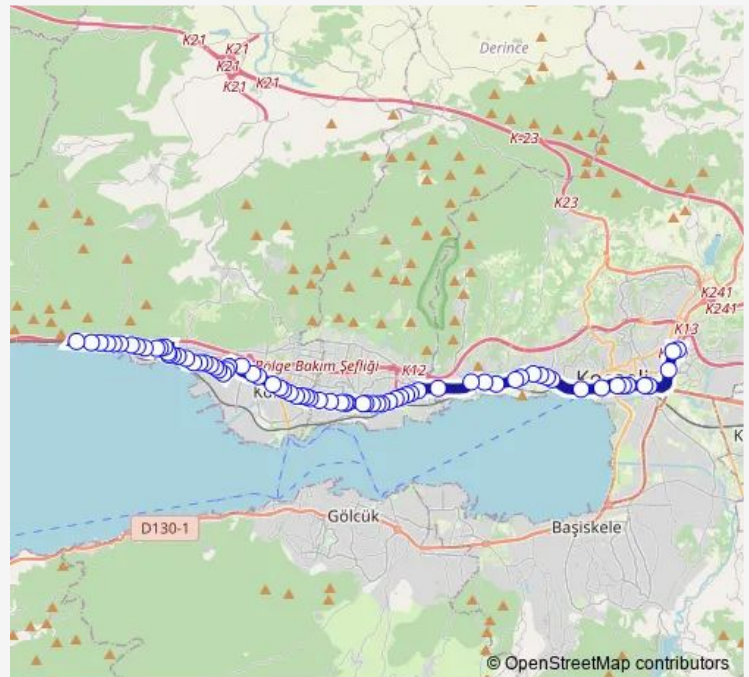 K21
K21
K21
K21
K21
Derince
K-23
K23
K241
K241
K13
Bölge Bakım Şefliği
K12
Gölcük
D130-1
Başiskele
© OpenStreetMap contributors